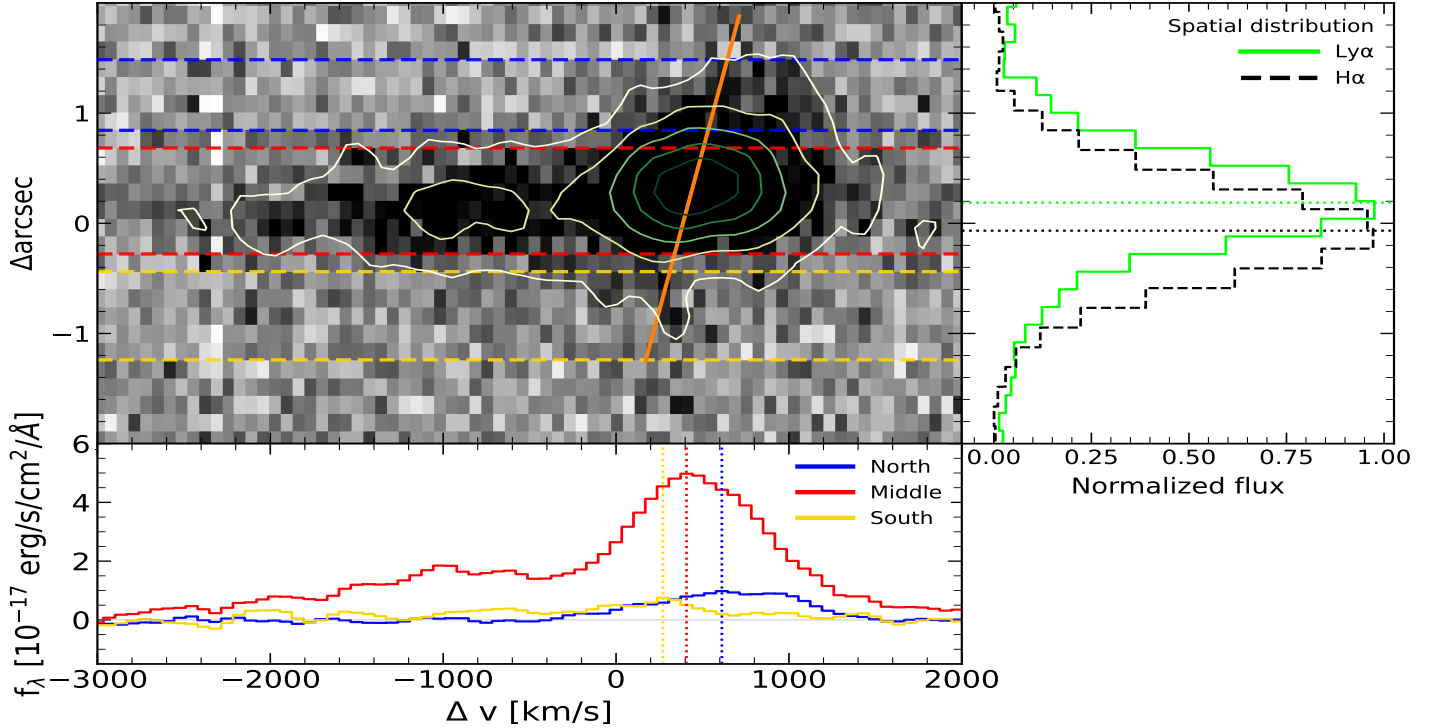 Spatial distribution
Lyα
Hα
1
0
−1
Δarcsec
0.00 0.25 0.50 0.75 1.00
Normalized flux
6
4
2
0
f_λ [10⁻¹⁷ erg/s/cm²/Å]
North
Middle
South
−3000 −2000 −1000 0 1000 2000
Δ v [km/s]